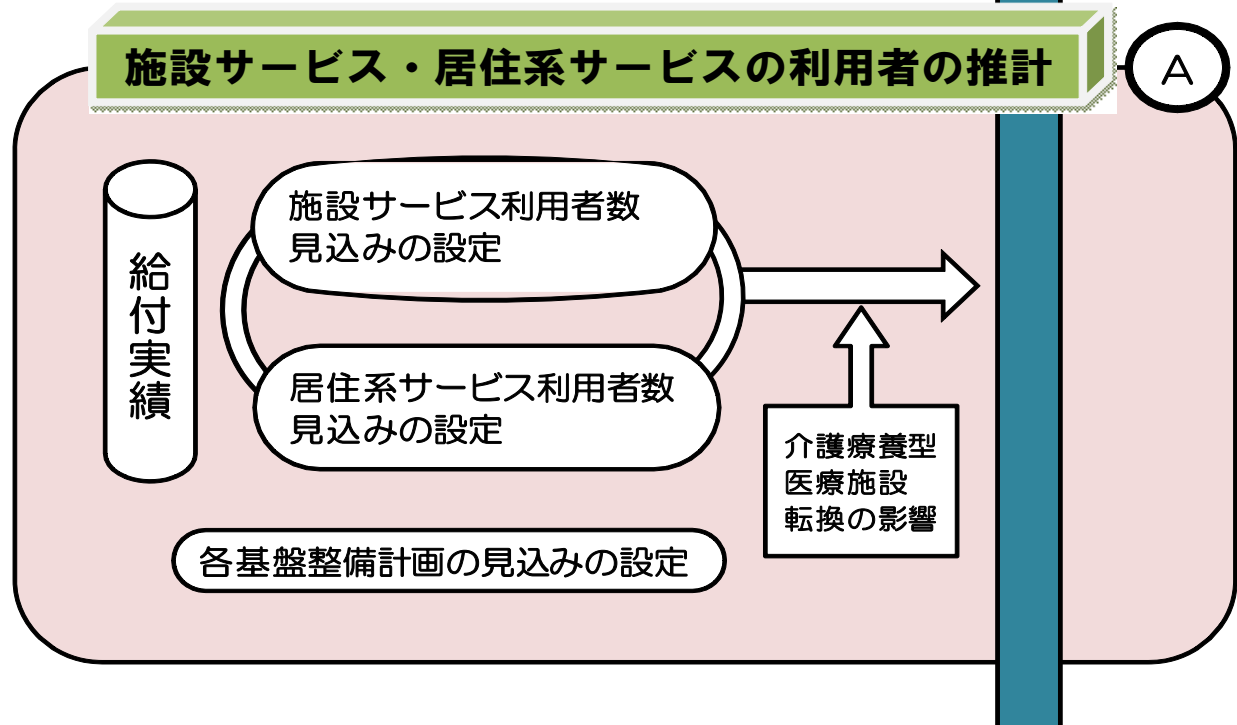 施設サービス・居住系サービスの利用者の推計
A
給付実績
施設サービス利用者数
見込みの設定
居住系サービス利用者数
見込みの設定
介護療養型
医療施設
転換の影響
各基盤整備計画の見込みの設定